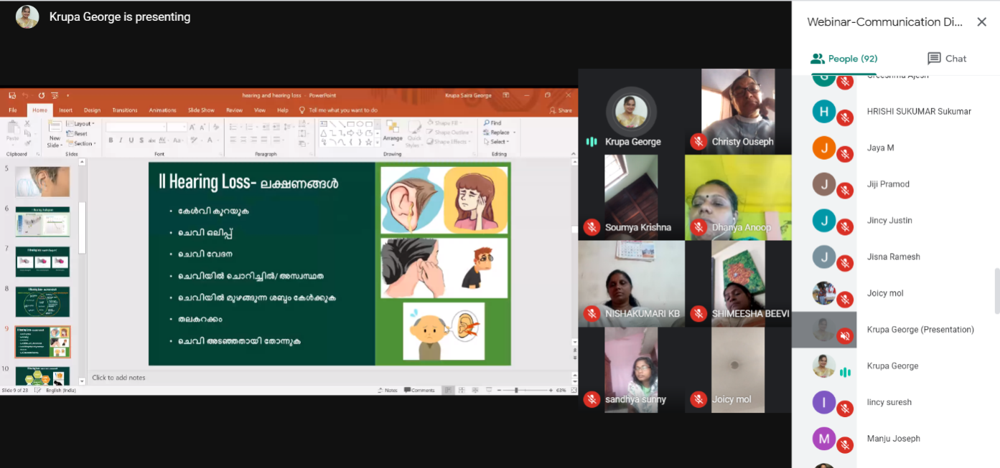 Krupa George is presenting
hearing and hearing loss - PowerPoint
Krupa Saira George
File Home Insert Design Transitions Animations Slide Show Review View Help Tell me what you want to do Share
Paste
New Slide
Layout
Reset
Section
Arrange
Quick Styles
Shape Fill
Shape Outline
Shape Effects
Find
Replace
Select
Clipboard Slides Font Paragraph Drawing Editing
5
6
7
8
9
10
II Hearing Loss- ലക്ഷണങ്ങൾ
• കേൾവി കുറയുക
• ചെവി ഒലിപ്പ്
• ചെവി വേദന
• ചെവിയിൽ ചൊറിച്ചിൽ/ അസ്വസ്ഥത
• ചെവിയിൽ മുഴങ്ങുന്ന ശബ്ദം കേൾക്കുക
• തലകറക്കം
• ചെവി അടഞ്ഞതായി തോന്നുക
Click to add notes
Slide 9 of 23 English (India) Notes Comments 63%
Krupa George
Christy Ouseph
Soumya Krishna
Dhanya Anoop
NISHAKUMARI KB
SHIMEESHA BEEVI
sandhya sunny
Joicy mol
Webinar-Communication Di...
People (92) Chat
Greeshma Ajesh
H HRISHI SUKUMAR Sukumar
J Jaya M
J Jiji Pramod
J Jincy Justin
J Jisna Ramesh
Joicy mol
Krupa George (Presentation)
Krupa George
l lincy suresh
M Manju Joseph